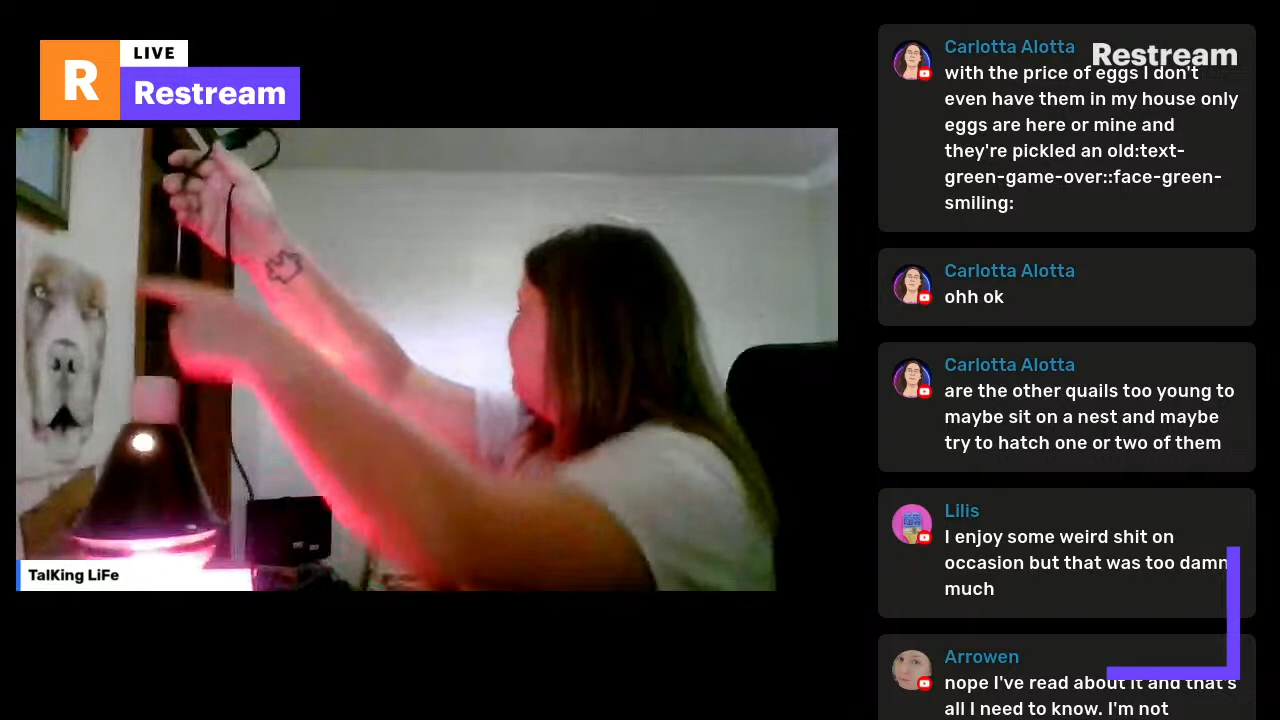 LIVE
R
Restream
Restream
Carlotta Alotta
with the price of eggs I don't
even have them in my house only
eggs are here or mine and
they're pickled an old:text-
green-game-over::face-green-
smiling:
Carlotta Alotta
ohh ok
Carlotta Alotta
are the other quails too young to
maybe sit on a nest and maybe
try to hatch one or two of them
Lilis
I enjoy some weird shit on
occasion but that was too damn
much
Arrowen
nope I've read about it and that's
all I need to know. I'm not
TalKing LiFe